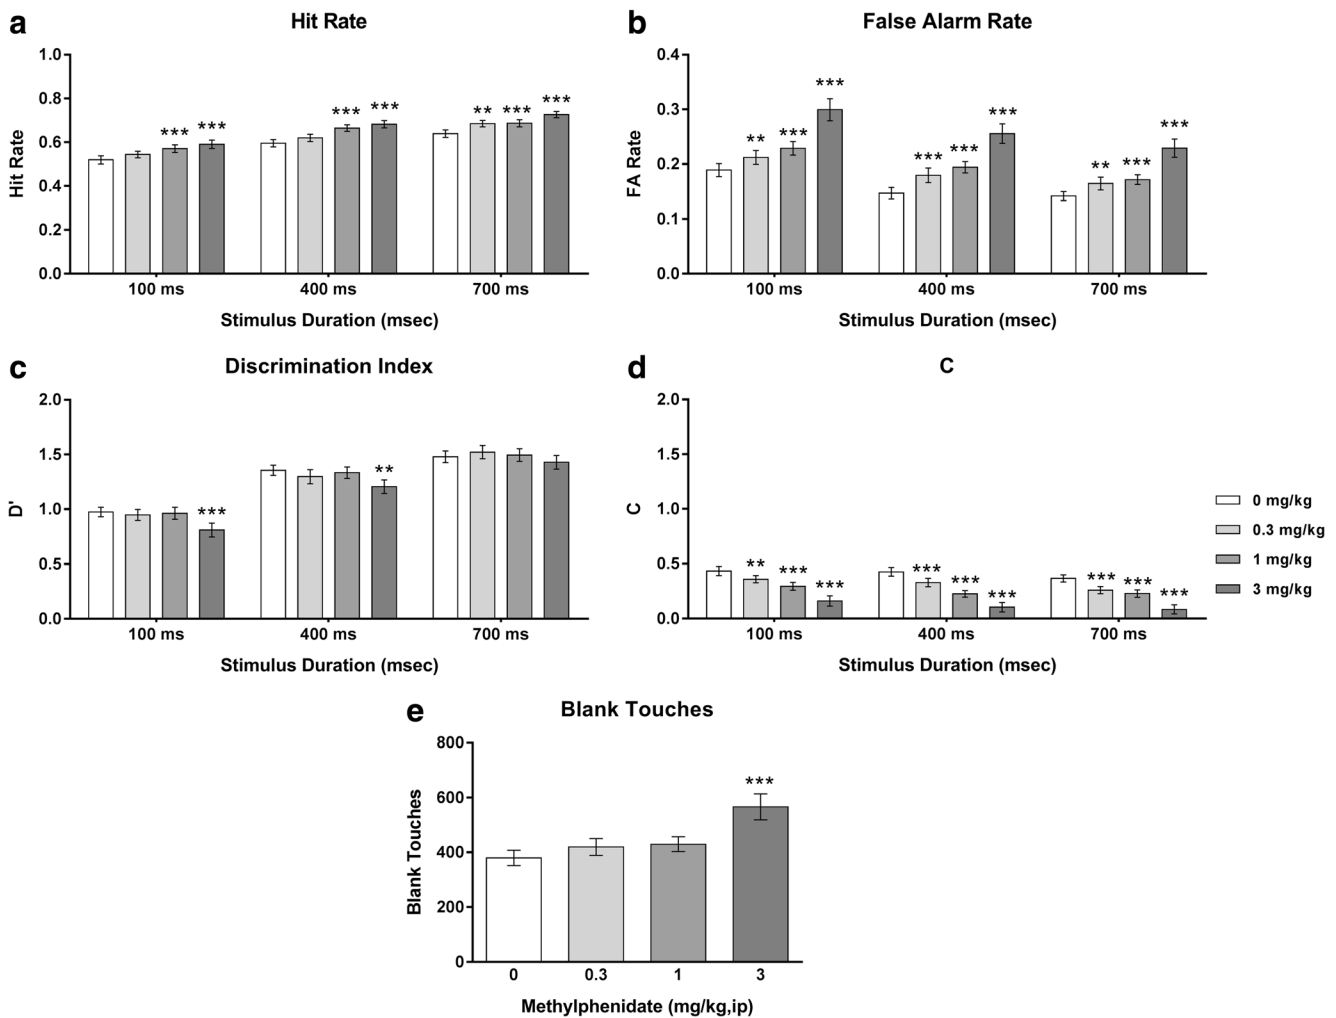 a
Hit Rate
Hit Rate
1.0
0.8
0.6
0.4
0.2
0.0
*** ***
*** ***
** *** ***
100 ms 400 ms 700 ms
Stimulus Duration (msec)
b
False Alarm Rate
FA Rate
0.4
0.3
0.2
0.1
0.0
** *** ***
*** *** ***
** *** ***
100 ms 400 ms 700 ms
Stimulus Duration (msec)
c
Discrimination Index
D'
2.0
1.5
1.0
0.5
0.0
***
**
100 ms 400 ms 700 ms
Stimulus Duration (msec)
d
C
C
2.0
1.5
1.0
0.5
0.0
** *** ***
*** *** ***
*** *** ***
100 ms 400 ms 700 ms
Stimulus Duration (msec)
0 mg/kg
0.3 mg/kg
1 mg/kg
3 mg/kg
e
Blank Touches
Blank Touches
800
600
400
200
0
***
0 0.3 1 3
Methylphenidate (mg/kg,ip)